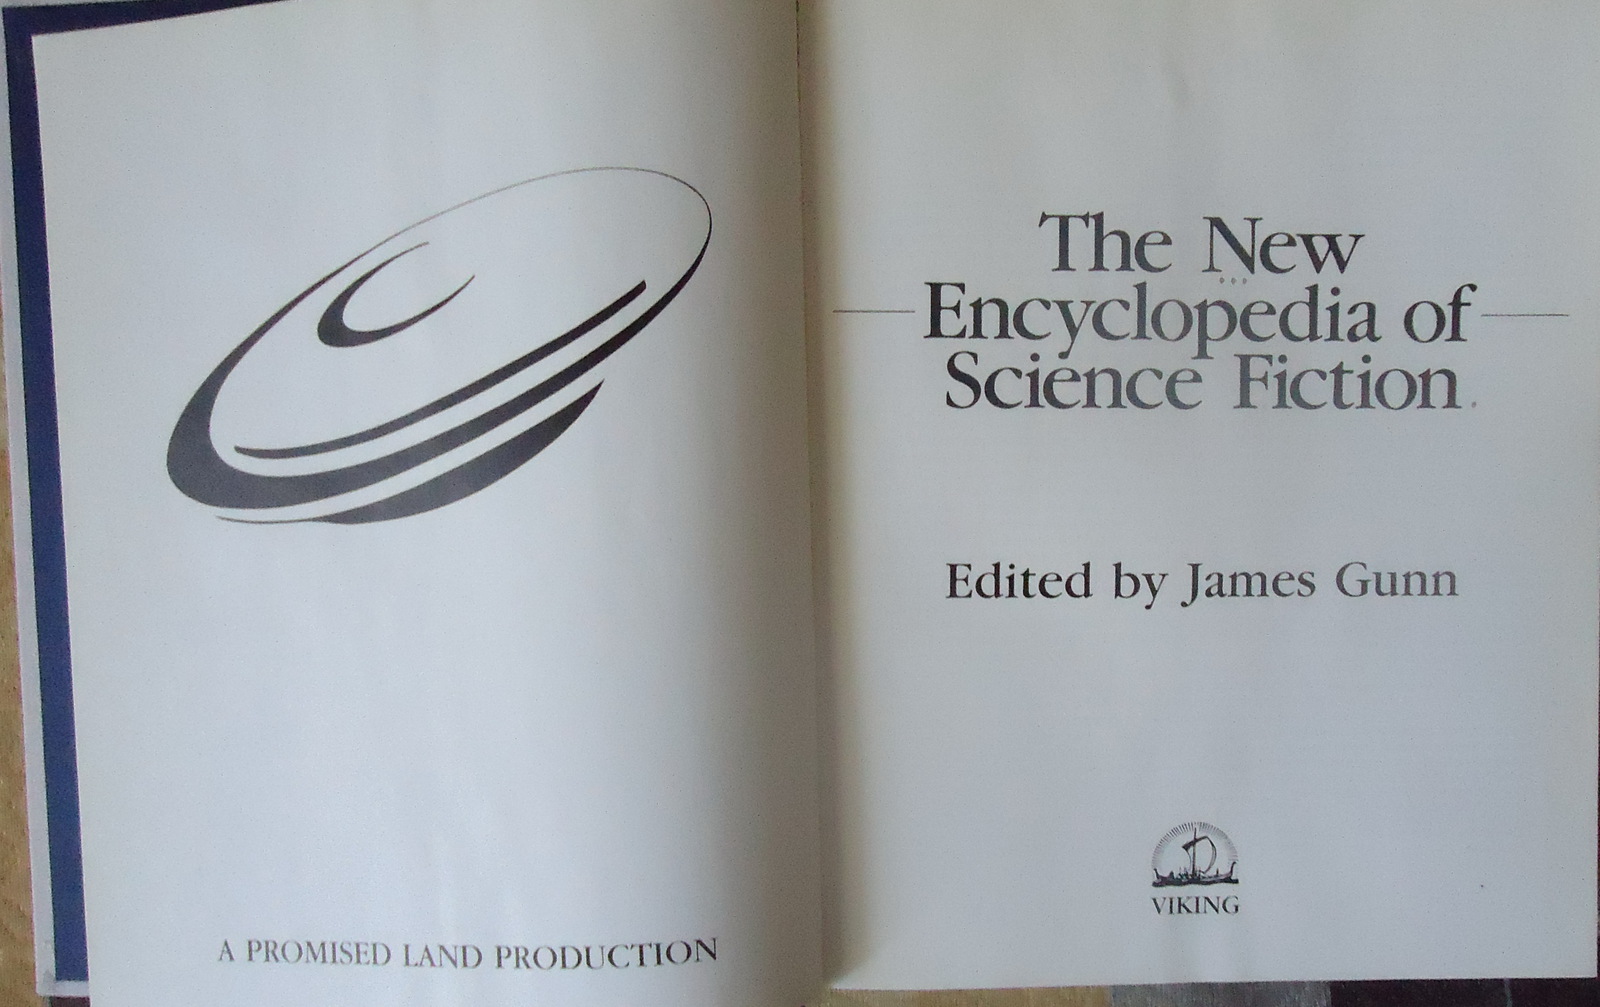 A PROMISED LAND PRODUCTION
The New
Encyclopedia of
Science Fiction
Edited by James Gunn
VIKING